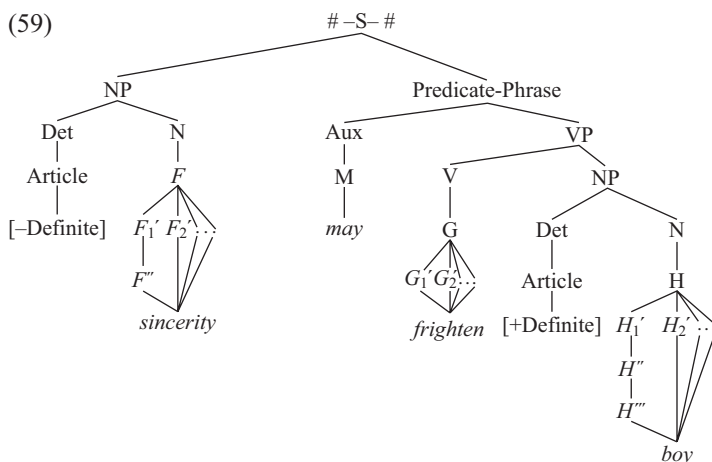 (59) # –S– #
NP Predicate-Phrase
Det N Aux VP
Article F M V NP
[–Definite] F₁′ F₂′ ... may G Det N
F″ G₁′ G₂′ ... Article H
sincerity frighten [+Definite] H₁′ H₂′ ...
H″
H‴
boy